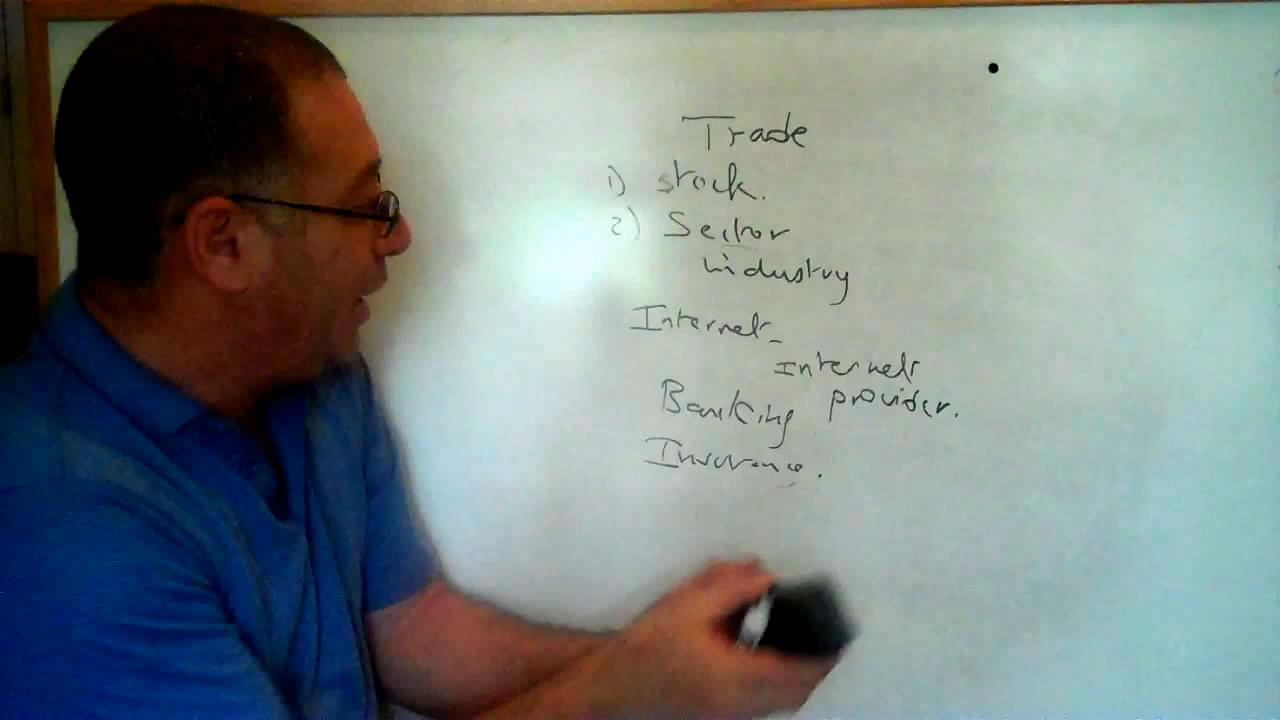 Trade
1) stock.
2) Sector
industry
Internet -
Internet
provider.
Banking
Insurance.